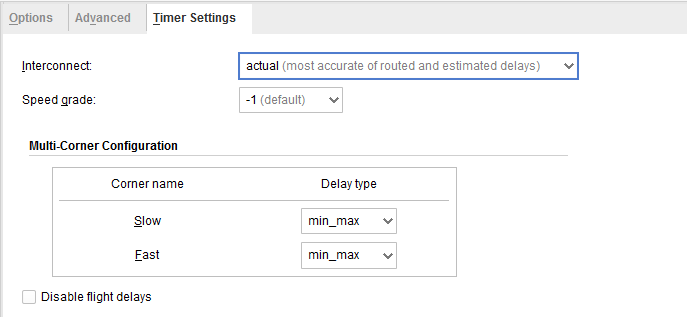 Options Advanced Timer Settings
Interconnect: actual (most accurate of routed and estimated delays)
Speed grade: -1 (default)
Multi-Corner Configuration
Corner name Delay type
Slow min_max
Fast min_max
Disable flight delays